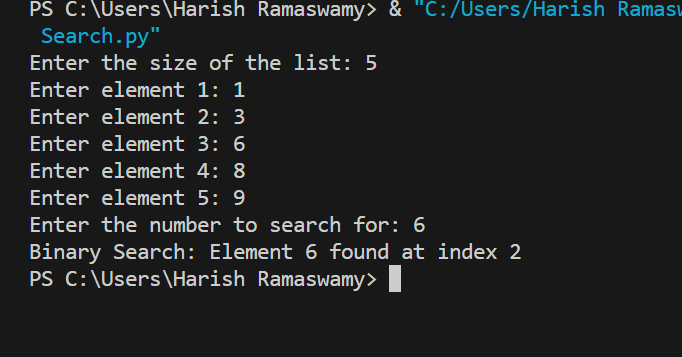 PS C:\Users\Harish Ramaswamy> & "C:/Users/Harish
Search.py"
Enter the size of the list: 5
Enter element 1: 1
Enter element 2: 3
Enter element 3: 6
Enter element 4: 8
Enter element 5: 9
Enter the number to search for: 6
Binary Search: Element 6 found at index 2
PS C:\Users\Harish Ramaswamy>